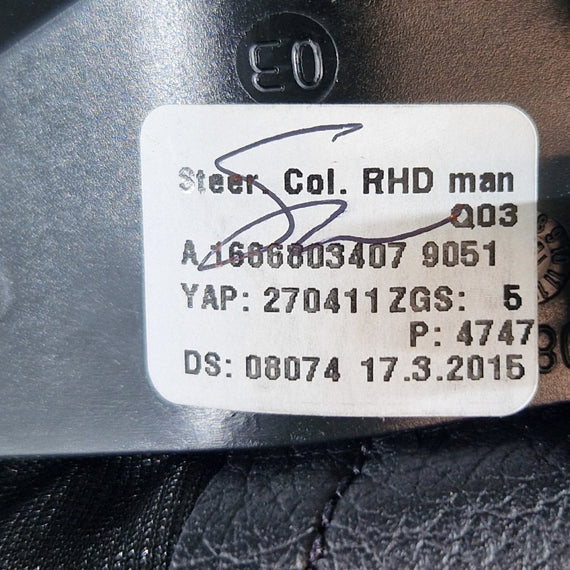 03
Steer. Col. RHD man
Q03
A 1666803407 9051
YAP: 270411 ZGS: 5
P: 4747
DS: 08074 17.3.2015